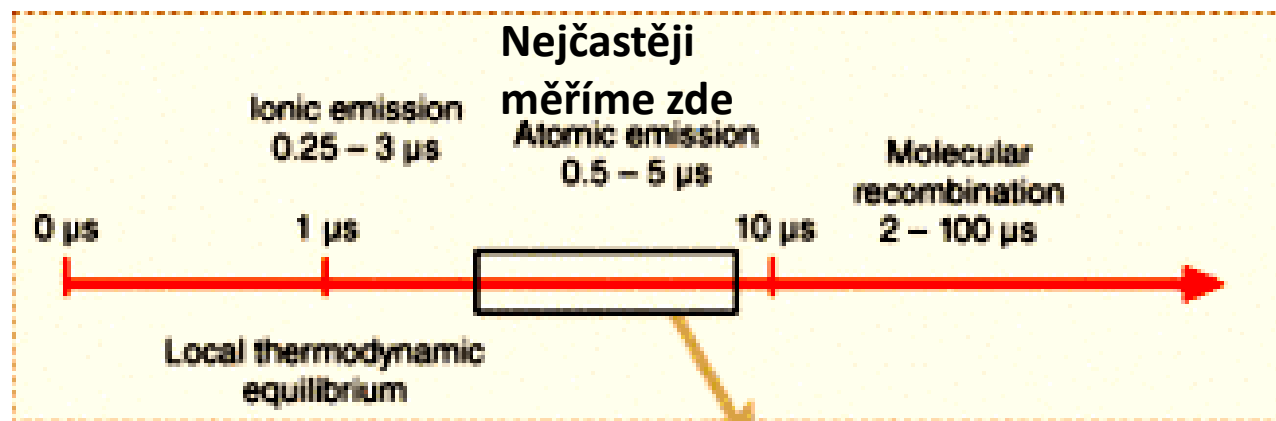 Nejčastěji
měříme zde
Ionic emission
0.25 – 3 µs
Atomic emission
0.5 – 5 µs
Molecular
recombination
2 – 100 µs
0 µs
1 µs
10 µs
Local thermodynamic
equilibrium